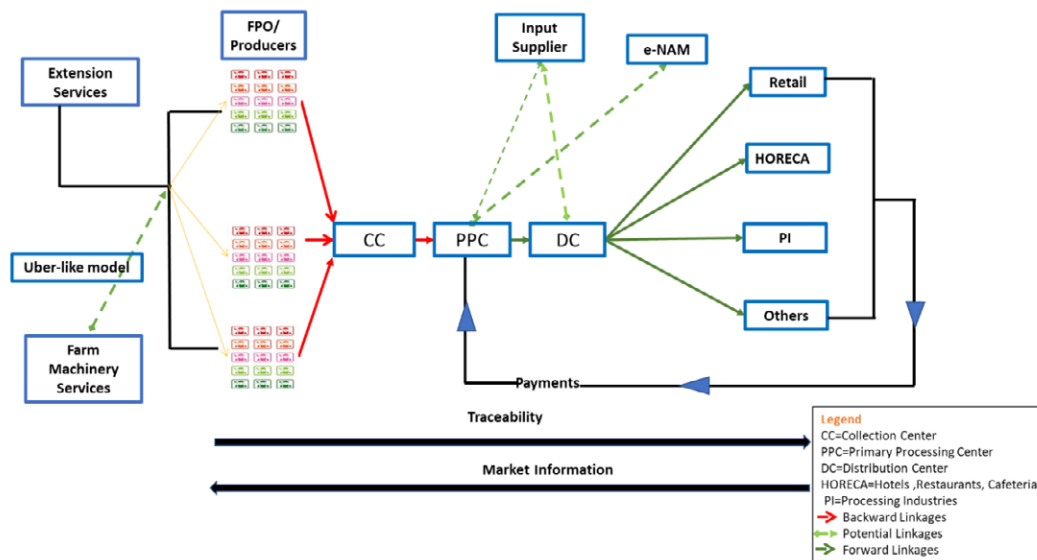 FPO/
Producers
Input
Supplier
e-NAM
Extension
Services
Retail
HORECA
CC
PPC
DC
PI
Uber-like model
Others
Farm
Machinery
Services
Payments
Traceability
Market Information
Legend
CC=Collection Center
PPC=Primary Processing Center
DC=Distribution Center
HORECA=Hotels ,Restaurants, Cafeteria
PI=Processing Industries
Backward Linkages
Potential Linkages
Forward Linkages